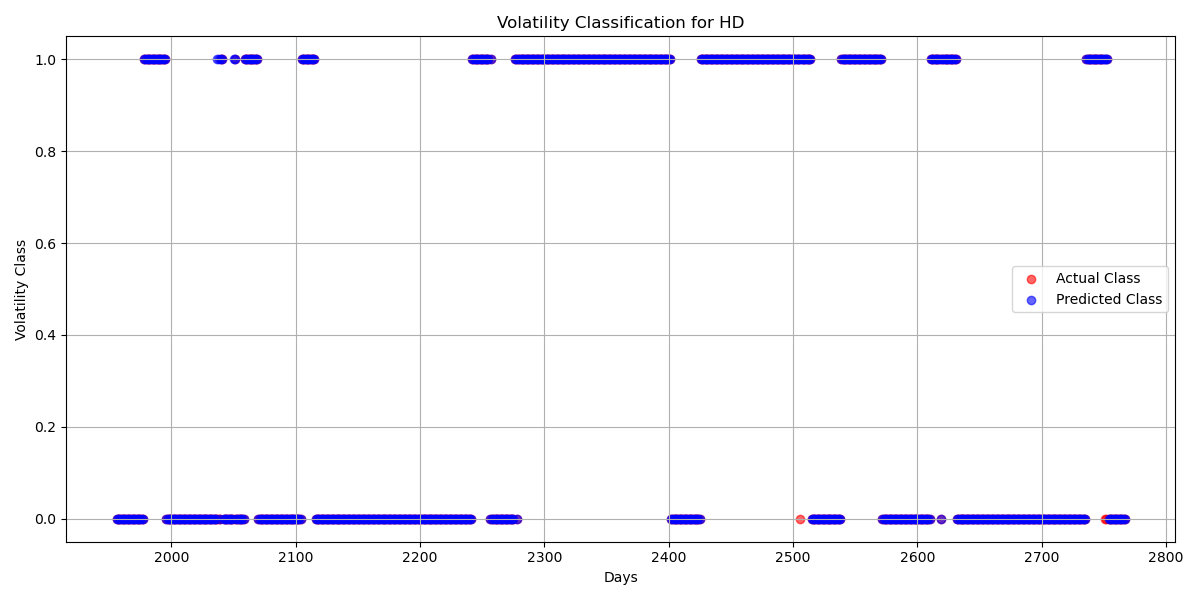 Volatility Classification for HD
1.0
0.8
0.6
0.4
0.2
0.0
Volatility Class
Actual Class
Predicted Class
2000 2100 2200 2300 2400 2500 2600 2700 2800
Days